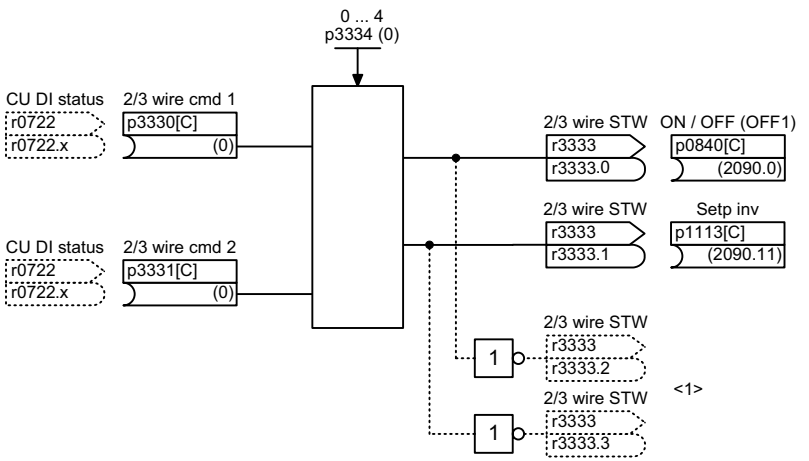 0 ... 4
p3334 (0)
CU DI status
r0722
r0722.x
2/3 wire cmd 1
p3330[C]
(0)
2/3 wire STW
r3333
r3333.0
ON / OFF (OFF1)
p0840[C]
(2090.0)
2/3 wire STW
r3333
r3333.1
Setp inv
p1113[C]
(2090.11)
CU DI status
r0722
r0722.x
2/3 wire cmd 2
p3331[C]
(0)
1
2/3 wire STW
r3333
r3333.2
<1>
1
2/3 wire STW
r3333
r3333.3